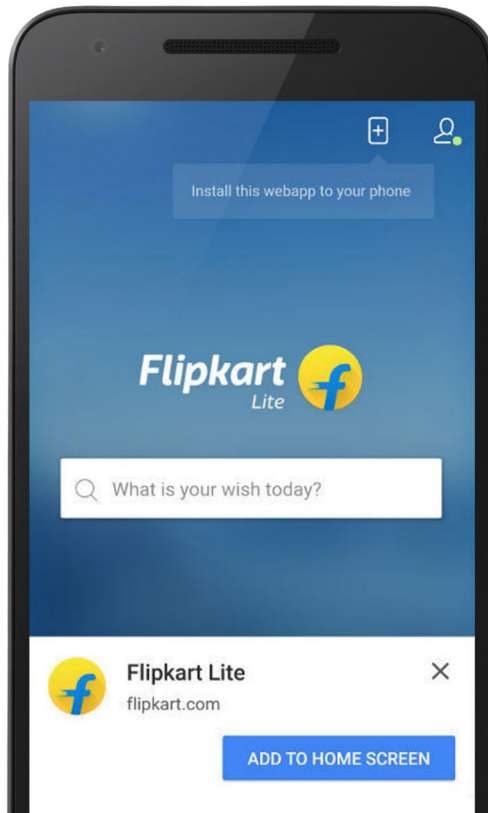 Install this webapp to your phone
Flipkart
Lite
What is your wish today?
Flipkart Lite
flipkart.com
ADD TO HOME SCREEN